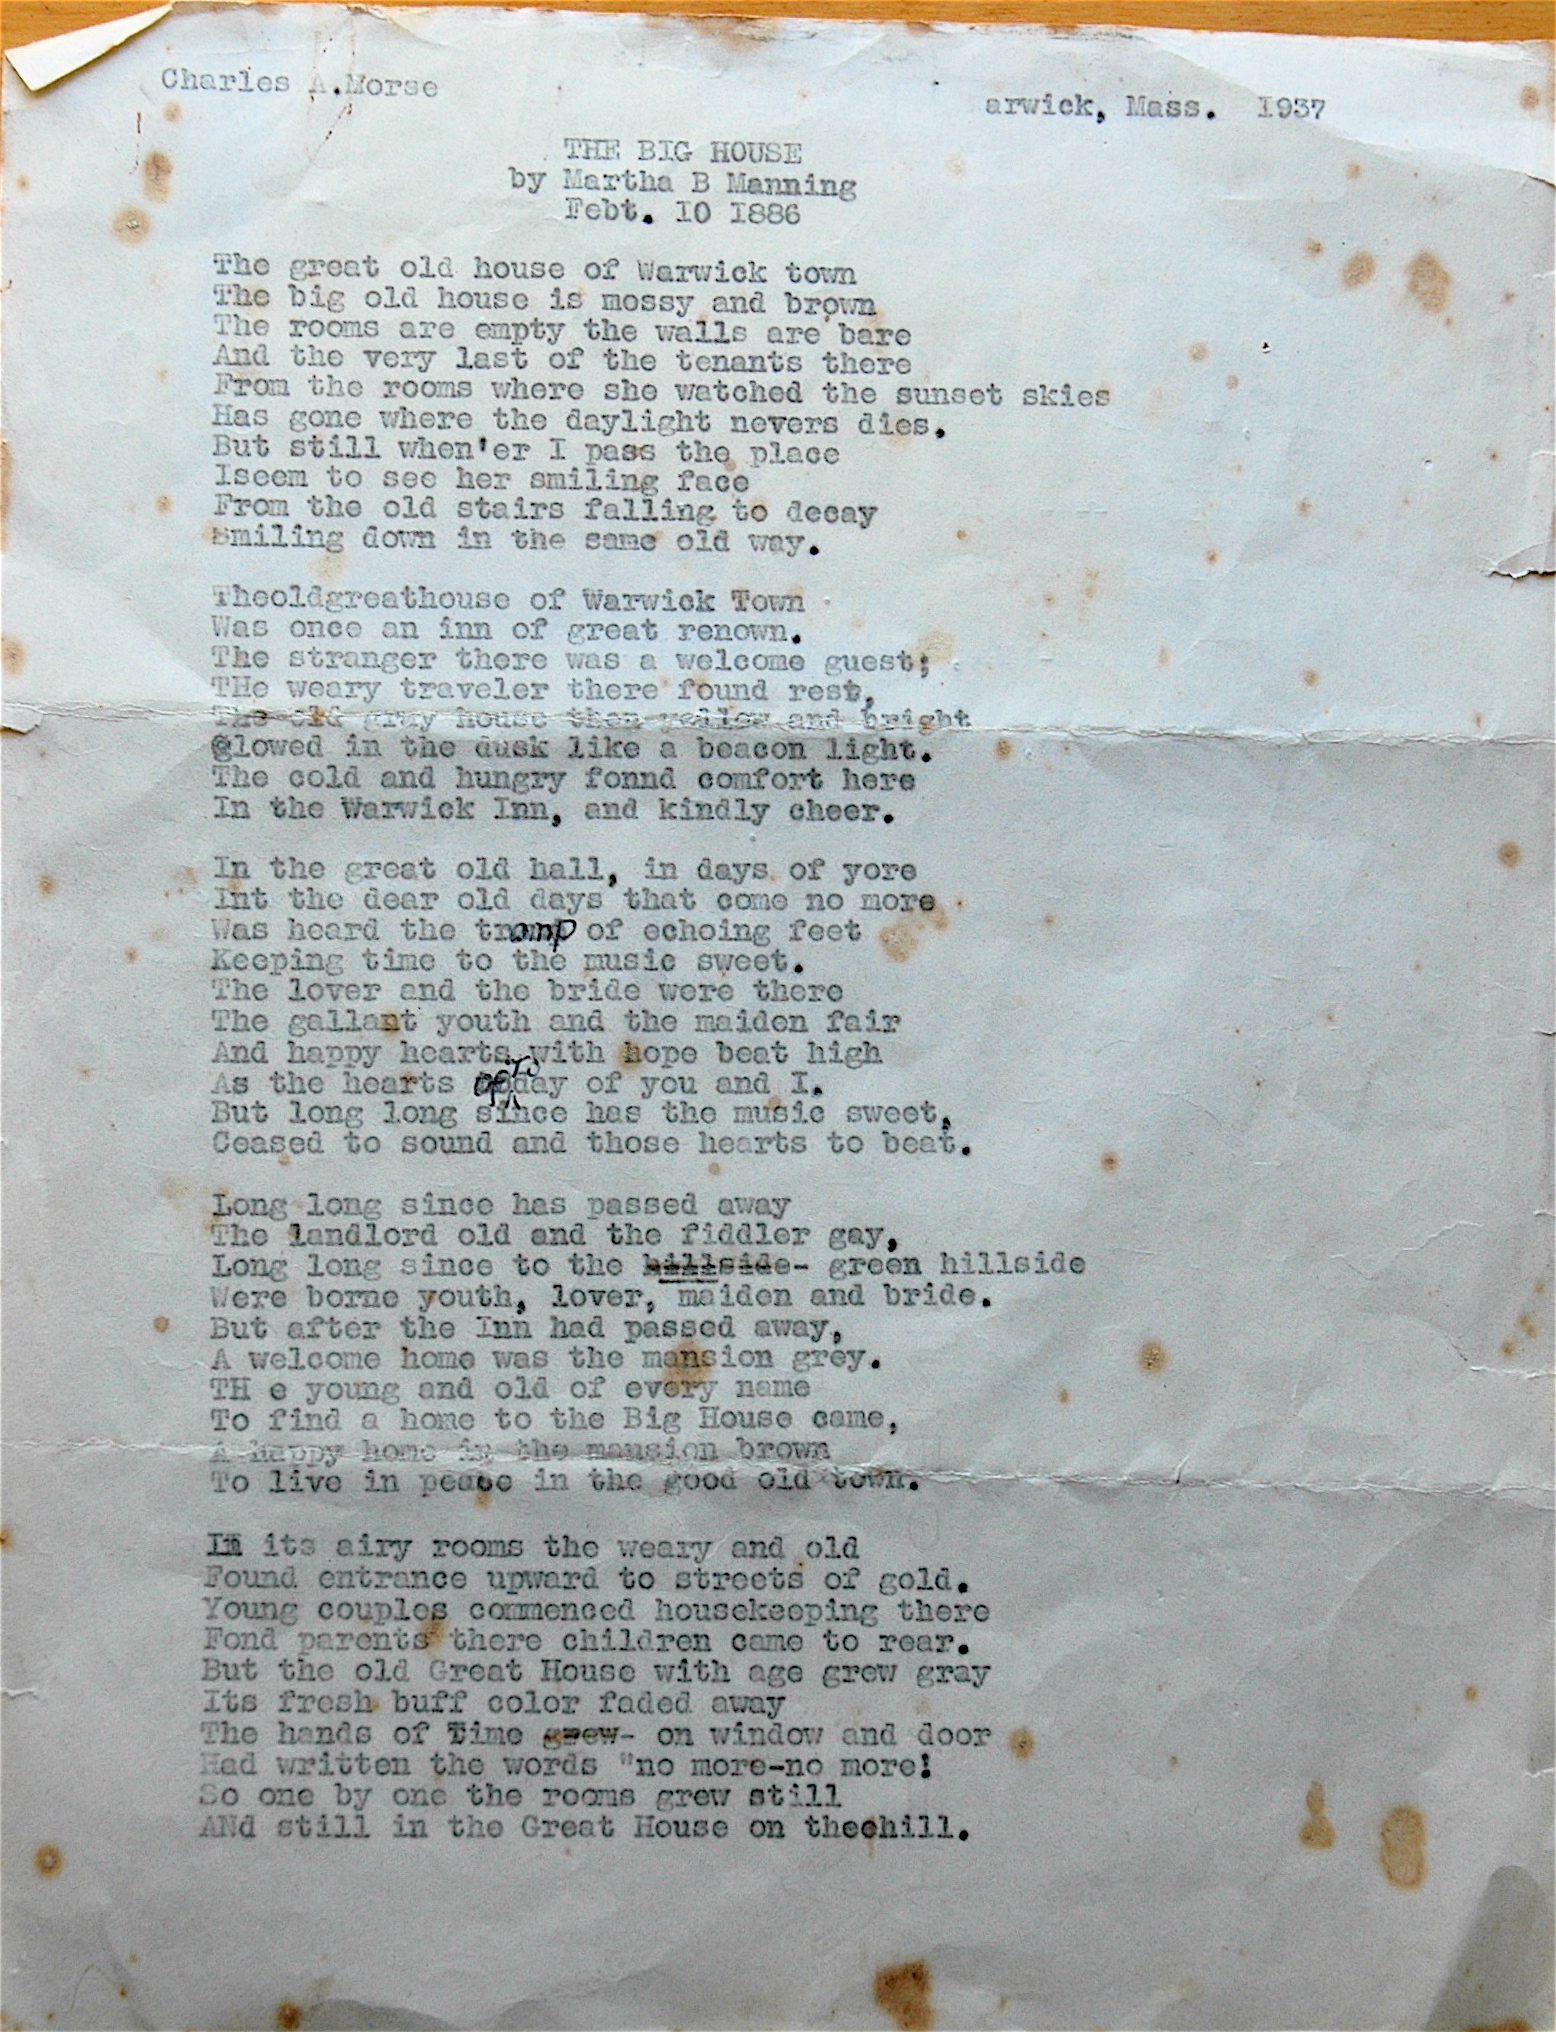 Charles A.Morse
arwick, Mass. 1937
THE BIG HOUSE
by Martha B Manning
Febt. 10 1886
The great old house of Warwick town
The big old house is mossy and brown
The rooms are empty the walls are bare
And the very last of the tenants there
From the rooms where she watched the sunset skies
Has gone where the daylight nevers dies.
But still when'er I pass the place
Iseem to see her smiling face
From the old stairs falling to decay
Smiling down in the same old way.
Theoldgreathouse of Warwick Town
Was once an inn of great renown.
The stranger there was a welcome guest;
THe weary traveler there found rest,
The old gray house then yellow and bright
Glowed in the dusk like a beacon light.
The cold and hungry fonnd comfort here
In the Warwick Inn, and kindly cheer.
In the great old hall, in days of yore
Int the dear old days that come no more
Was heard the tramp of echoing feet
Keeping time to the music sweet.
The lover and the bride were there
The gallant youth and the maiden fair
And happy hearts with hope beat high
As the hearts of today of you and I.
But long long since has the music sweet,
Ceased to sound and those hearts to beat.
Long long since has passed away
The landlord old and the fiddler gay,
Long long since to the hillside- green hillside
Were borne youth, lover, maiden and bride.
But after the Inn had passed away,
A welcome home was the mansion grey.
TH e young and old of every name
To find a home to the Big House came,
A happy home in the mansion brown
To live in peace in the good old town.
In its airy rooms the weary and old
Found entrance upward to streets of gold.
Young couples commenced housekeeping there
Fond parents there children came to rear.
But the old Great House with age grew gray
Its fresh buff color faded away
The hands of Time grew- on window and door
Had written the words "no more-no more!
So one by one the rooms grew still
ANd still in the Great House on theehill.